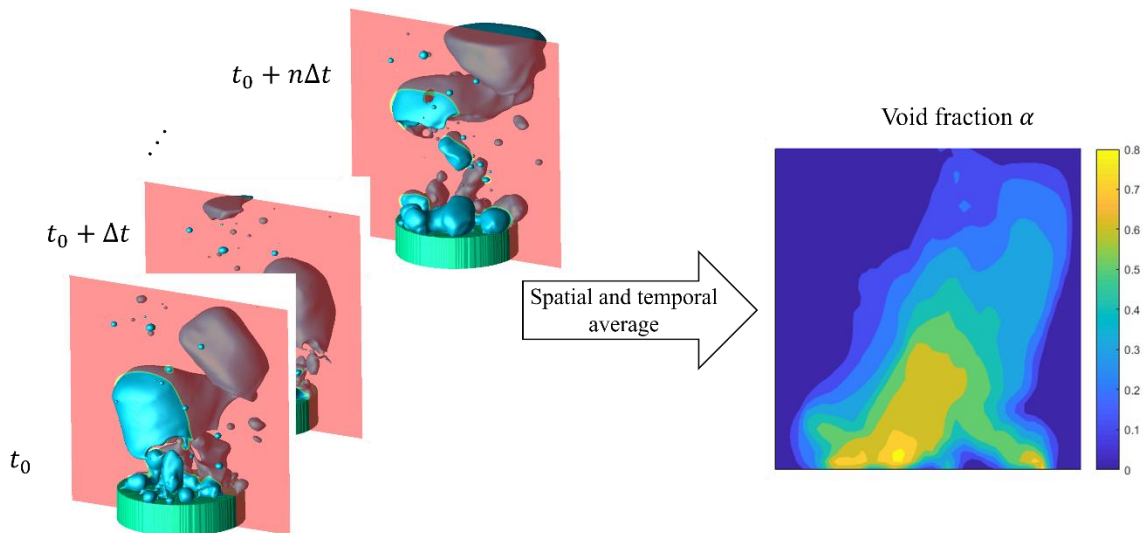 t₀ + nΔt
⋰
t₀ + Δt
t₀
Spatial and temporal
average
Void fraction α
0.8
0.7
0.6
0.5
0.4
0.3
0.2
0.1
0